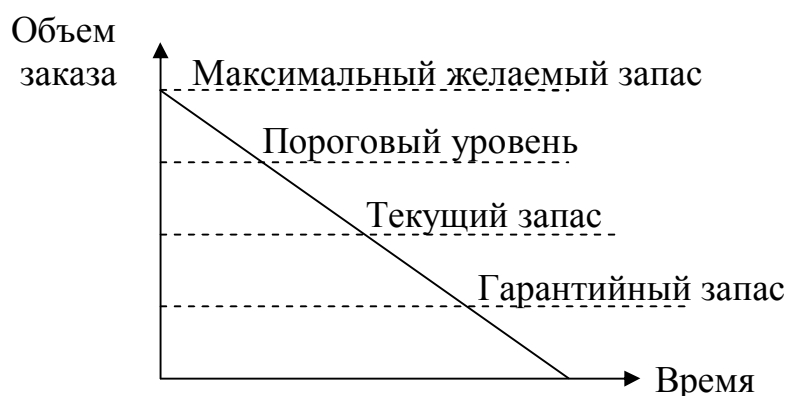 Объем
заказа
Максимальный желаемый запас
Пороговый уровень
Текущий запас
Гарантийный запас
Время